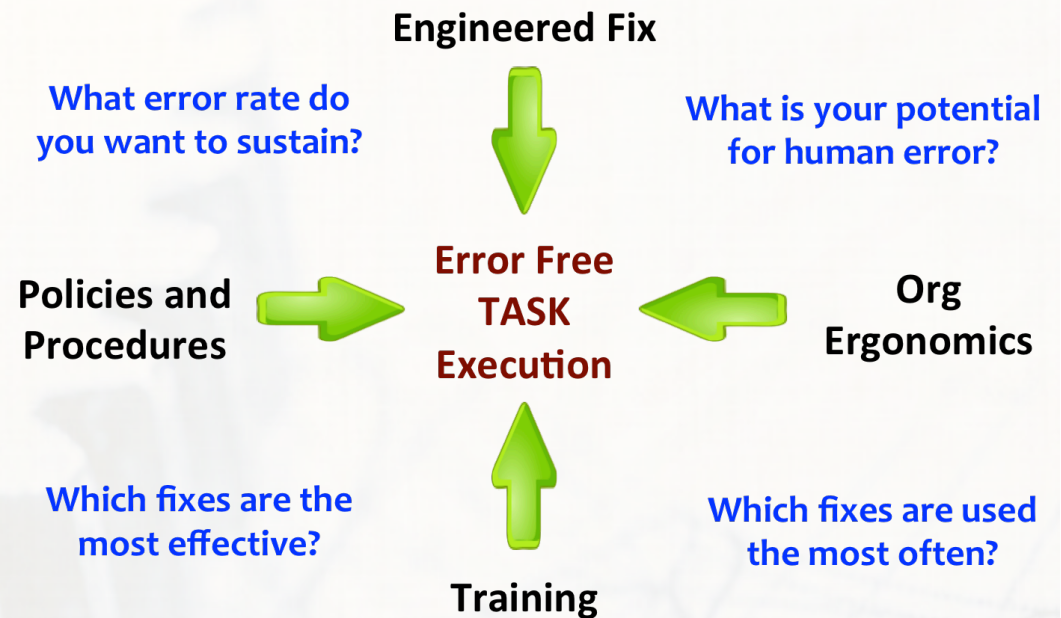 Engineered Fix
What error rate do
you want to sustain?
What is your potential
for human error?
Policies and
Procedures
Error Free
TASK
Execution
Org
Ergonomics
Which fixes are the
most effective?
Which fixes are used
the most often?
Training